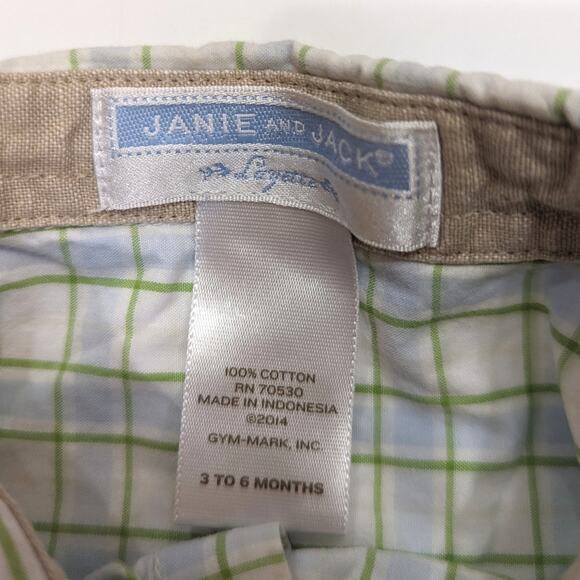 JANIE AND JACK®
Layette
100% COTTON
RN 70530
MADE IN INDONESIA
©2014
GYM-MARK, INC.
3 TO 6 MONTHS